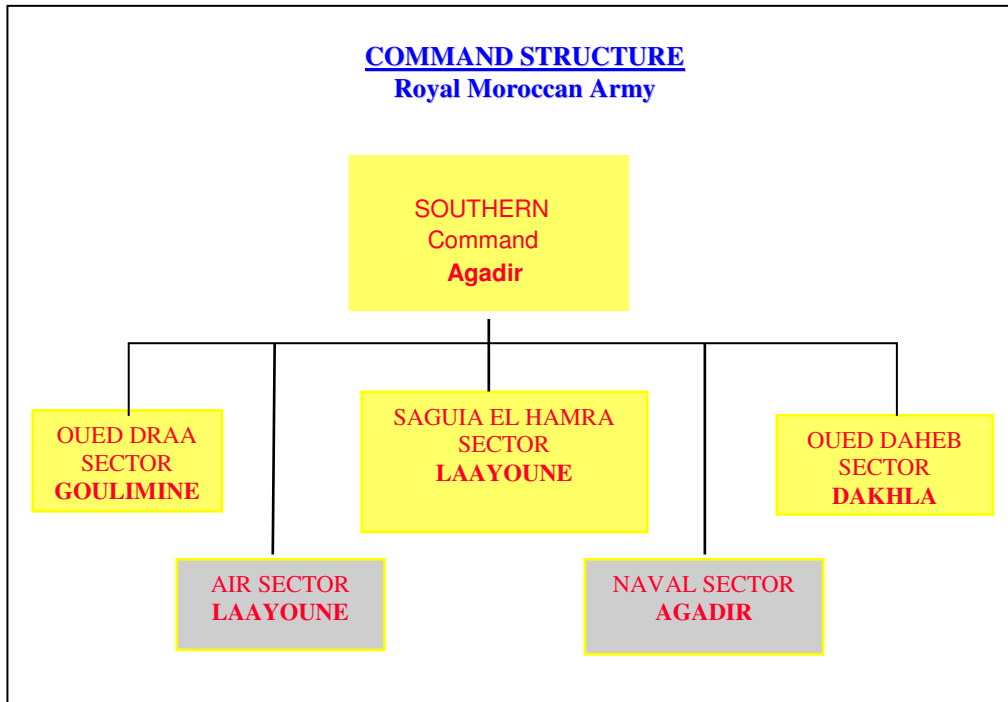 COMMAND STRUCTURE
Royal Moroccan Army
SOUTHERN
Command
Agadir
OUED DRAA
SECTOR
GOULIMINE
SAGUIA EL HAMRA
SECTOR
LAAYOUNE
OUED DAHEB
SECTOR
DAKHLA
AIR SECTOR
LAAYOUNE
NAVAL SECTOR
AGADIR